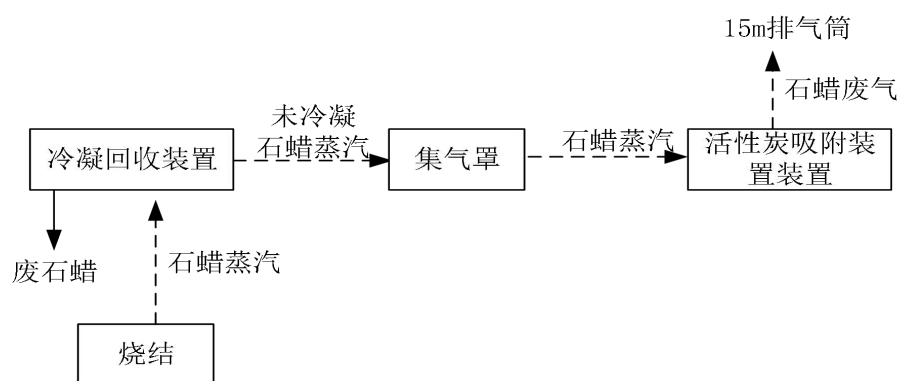 15m排气筒
石蜡废气
未冷凝
石蜡蒸汽
石蜡蒸汽
冷凝回收装置
集气罩
活性炭吸附装
置装置
废石蜡
石蜡蒸汽
烧结